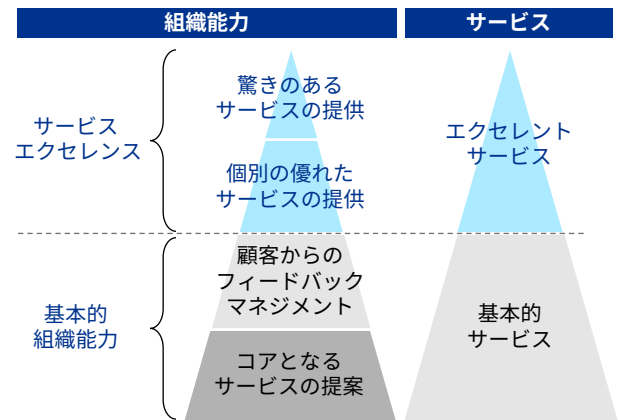 組織能力
サービス
サービス
エクセレンス
驚きのある
サービスの提供
個別の優れた
サービスの提供
エクセレント
サービス
基本的
組織能力
顧客からの
フィードバック
マネジメント
コアとなる
サービスの提案
基本的
サービス